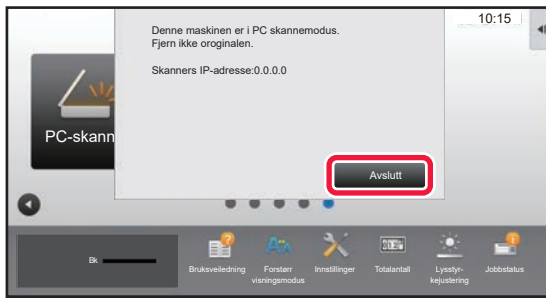 Denne maskinen er i PC skannemodus.
Fjern ikke oroginalen.
Skanners IP-adresse:0.0.0.0
10:15
PC-skann
Avslutt
Bk
Bruksveiledning
Forstørr
visningsmodus
Innstillinger
Totalantall
Lysstyr-
kejustering
Jobbstatus